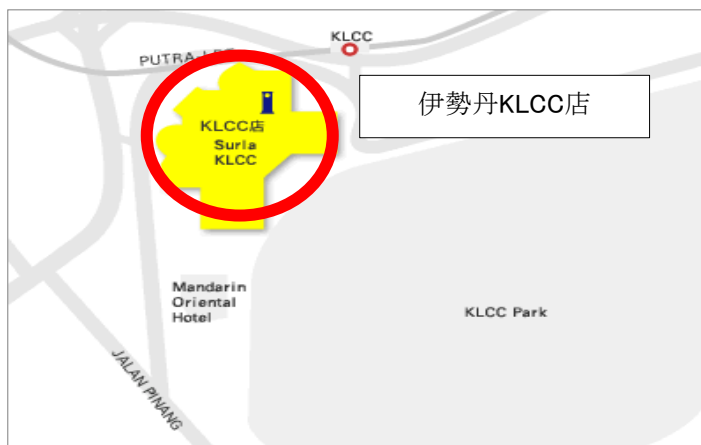 KLCC
PUTRA LRT
伊勢丹KLCC店
KLCC店
Surla
KLCC
Mandarin
Oriental
Hotel
KLCC Park
JALAN PINANG